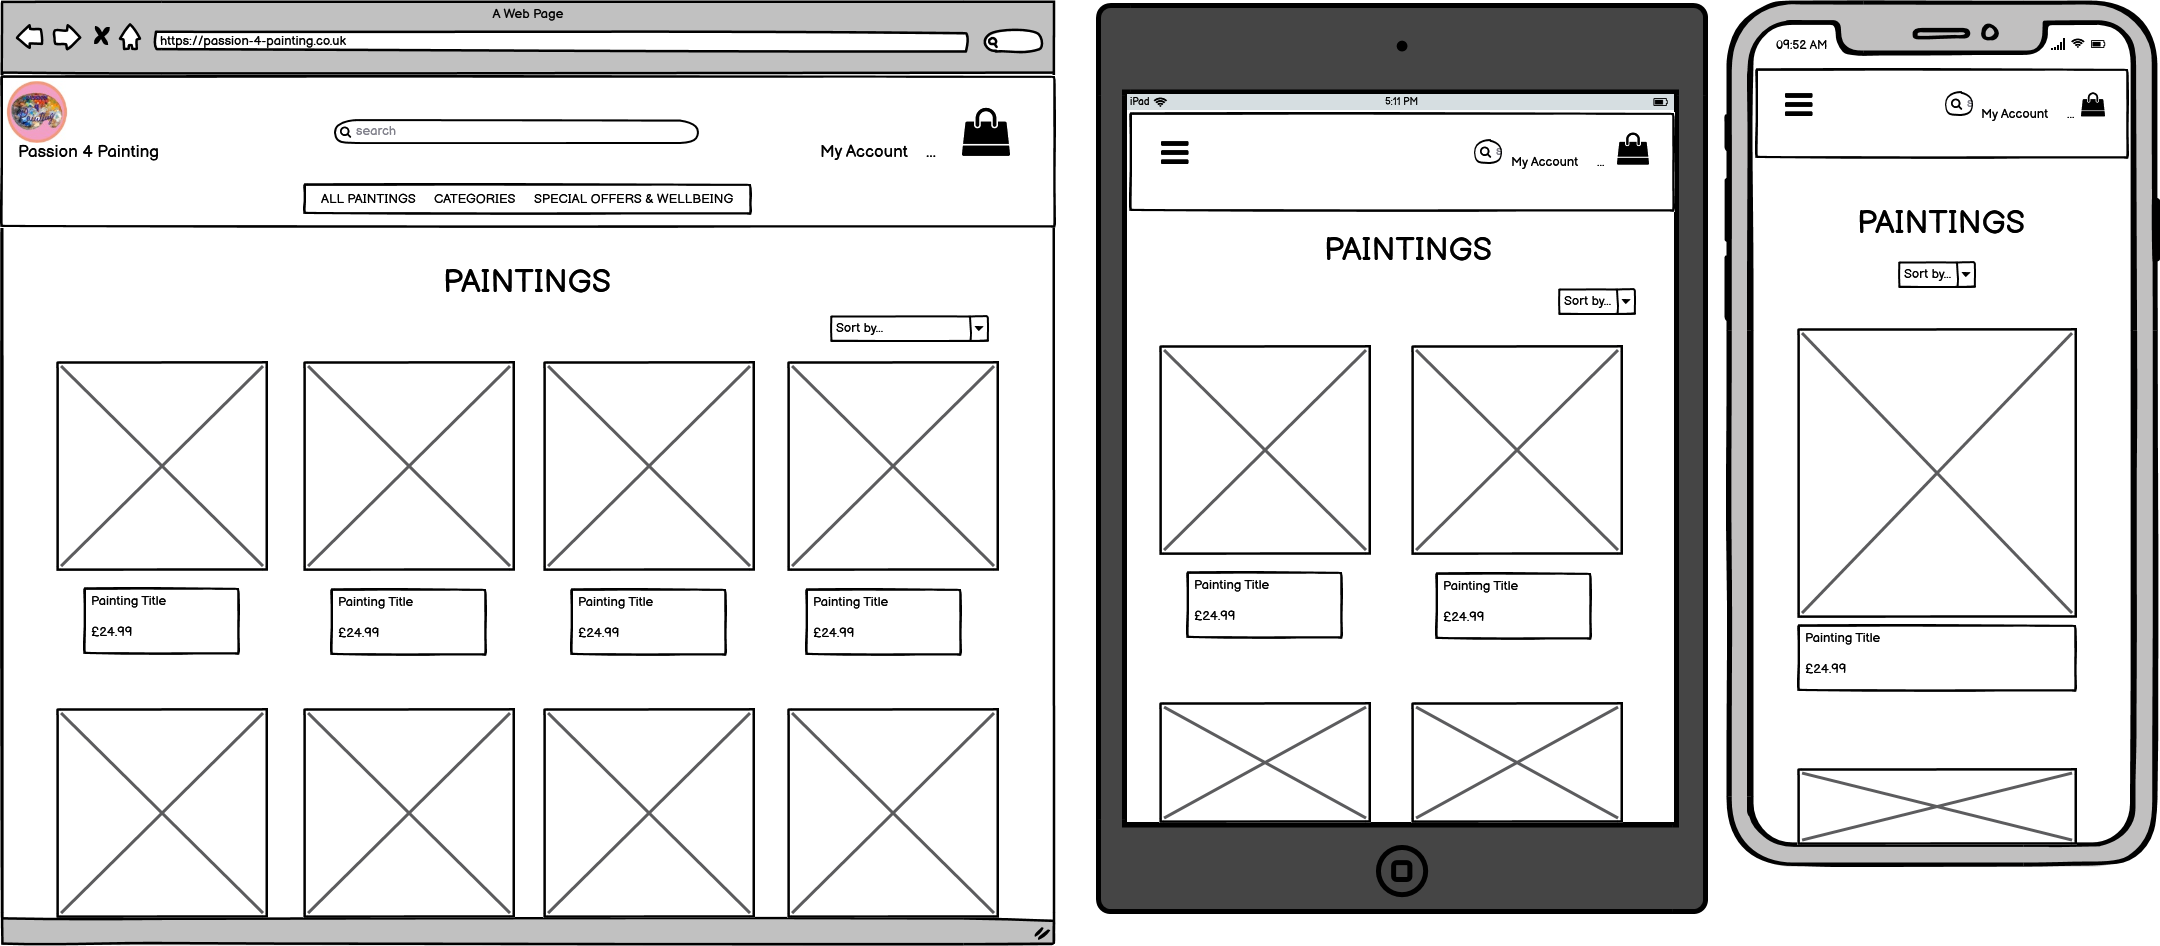 A Web Page
https://passion-4-painting.co.uk
search
Passion 4 Painting
My Account ...
ALL PAINTINGS CATEGORIES SPECIAL OFFERS & WELLBEING
PAINTINGS
Sort by...
Painting Title
£24.99
Painting Title
£24.99
Painting Title
£24.99
Painting Title
£24.99
iPad 5:11 PM
My Account ...
PAINTINGS
Sort by...
Painting Title
£24.99
Painting Title
£24.99
09:52 AM
My Account ...
PAINTINGS
Sort by...
Painting Title
£24.99